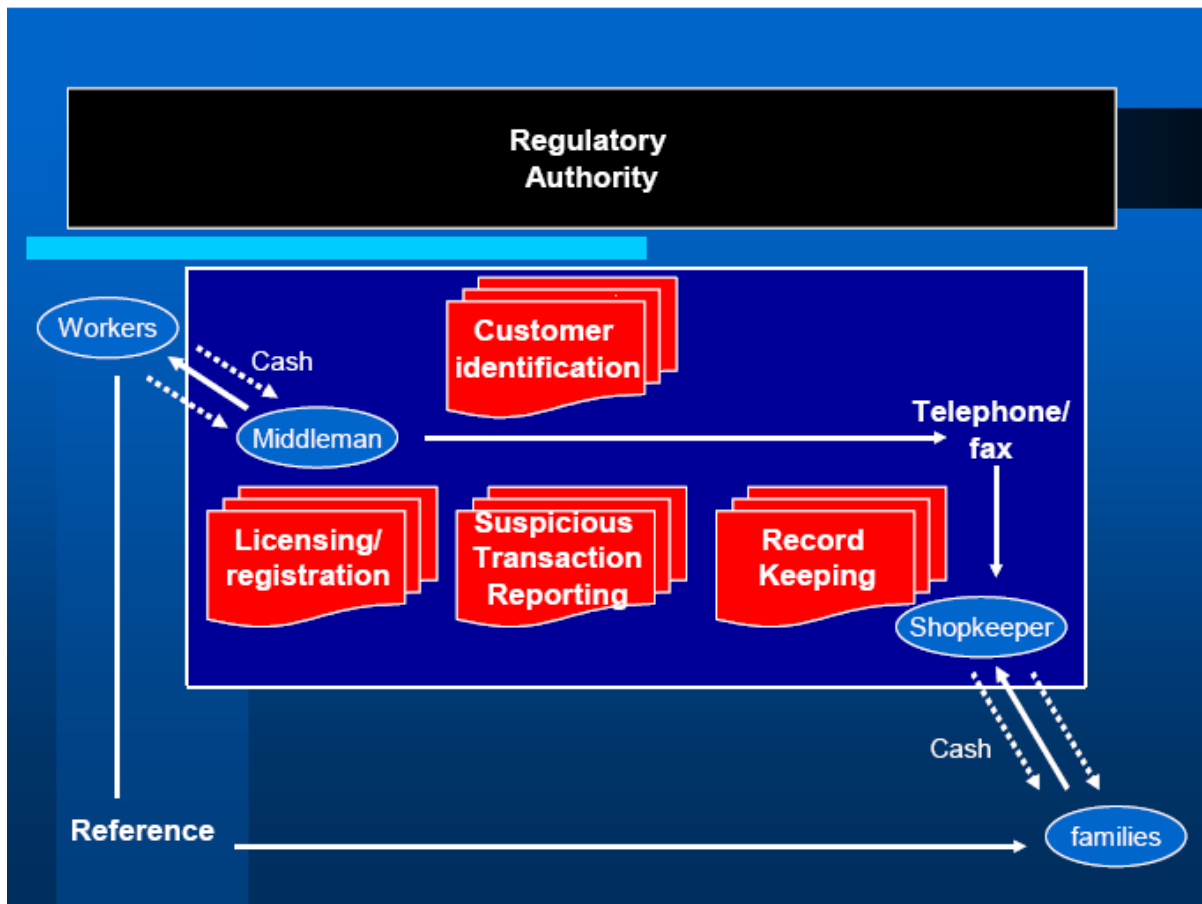 Regulatory
Authority
Workers
Cash
Customer
identification
Middleman
Telephone/
fax
Licensing/
registration
Suspicious
Transaction
Reporting
Record
Keeping
Shopkeeper
Cash
Reference
families